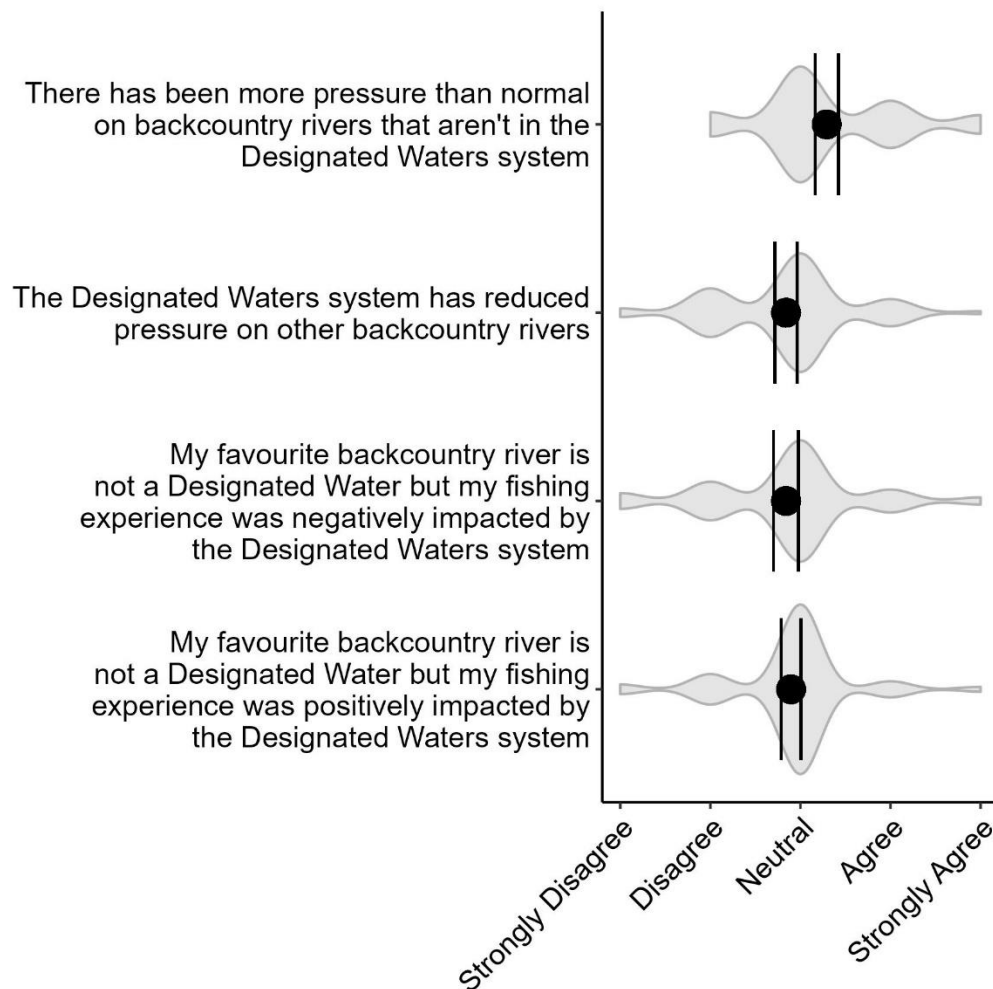 There has been more pressure than normal
on backcountry rivers that aren't in the
Designated Waters system
The Designated Waters system has reduced
pressure on other backcountry rivers
My favourite backcountry river is
not a Designated Water but my fishing
experience was negatively impacted by
the Designated Waters system
My favourite backcountry river is
not a Designated Water but my fishing
experience was positively impacted by
the Designated Waters system
Strongly Disagree
Disagree
Neutral
Agree
Strongly Agree